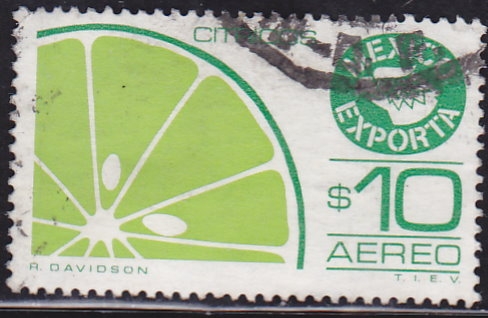 CITRICOS
MEXICO
EXPORTA
$10
AEREO
R. DAVIDSON
T. I. E. V.